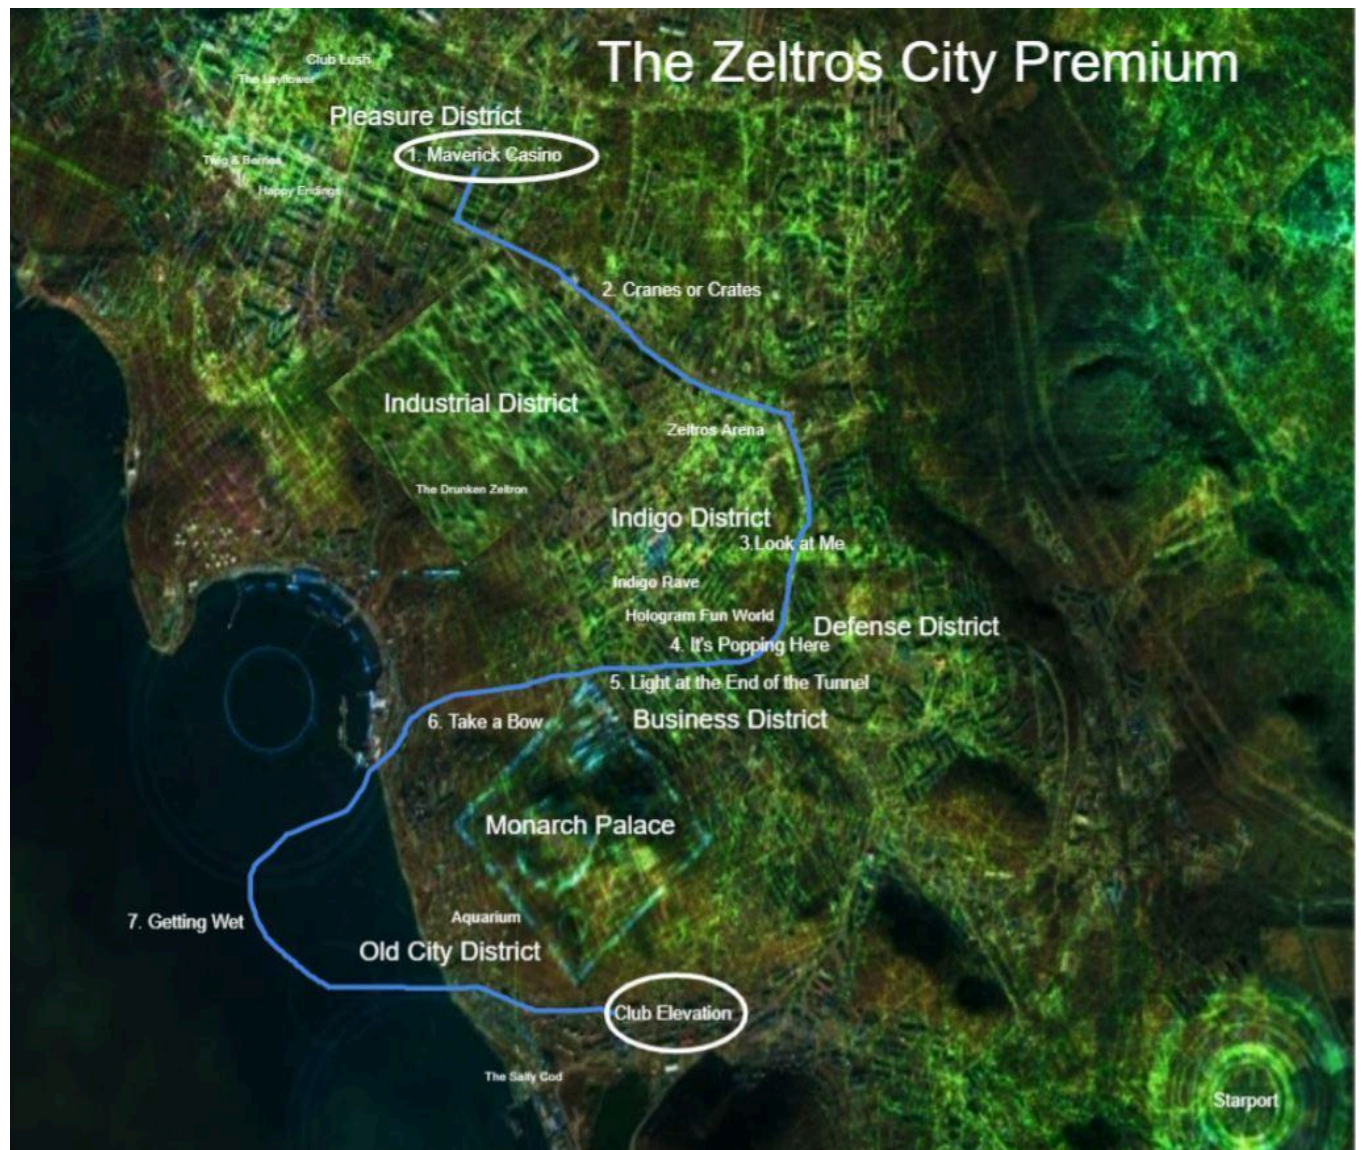 The Zeltros City Premium
Club Lush
The Layflower
Pleasure District
1. Maverick Casino
Twig & Berries
Happy Endings
2. Cranes or Crates
Industrial District
Zeltros Arena
The Drunken Zeltron
Indigo District
3.Look at Me
Indigo Rave
Hologram Fun World
Defense District
4. It's Popping Here
5. Light at the End of the Tunnel
6. Take a Bow
Business District
Monarch Palace
7. Getting Wet
Aquarium
Old City District
Club Elevation
The Salty Cod
Starport